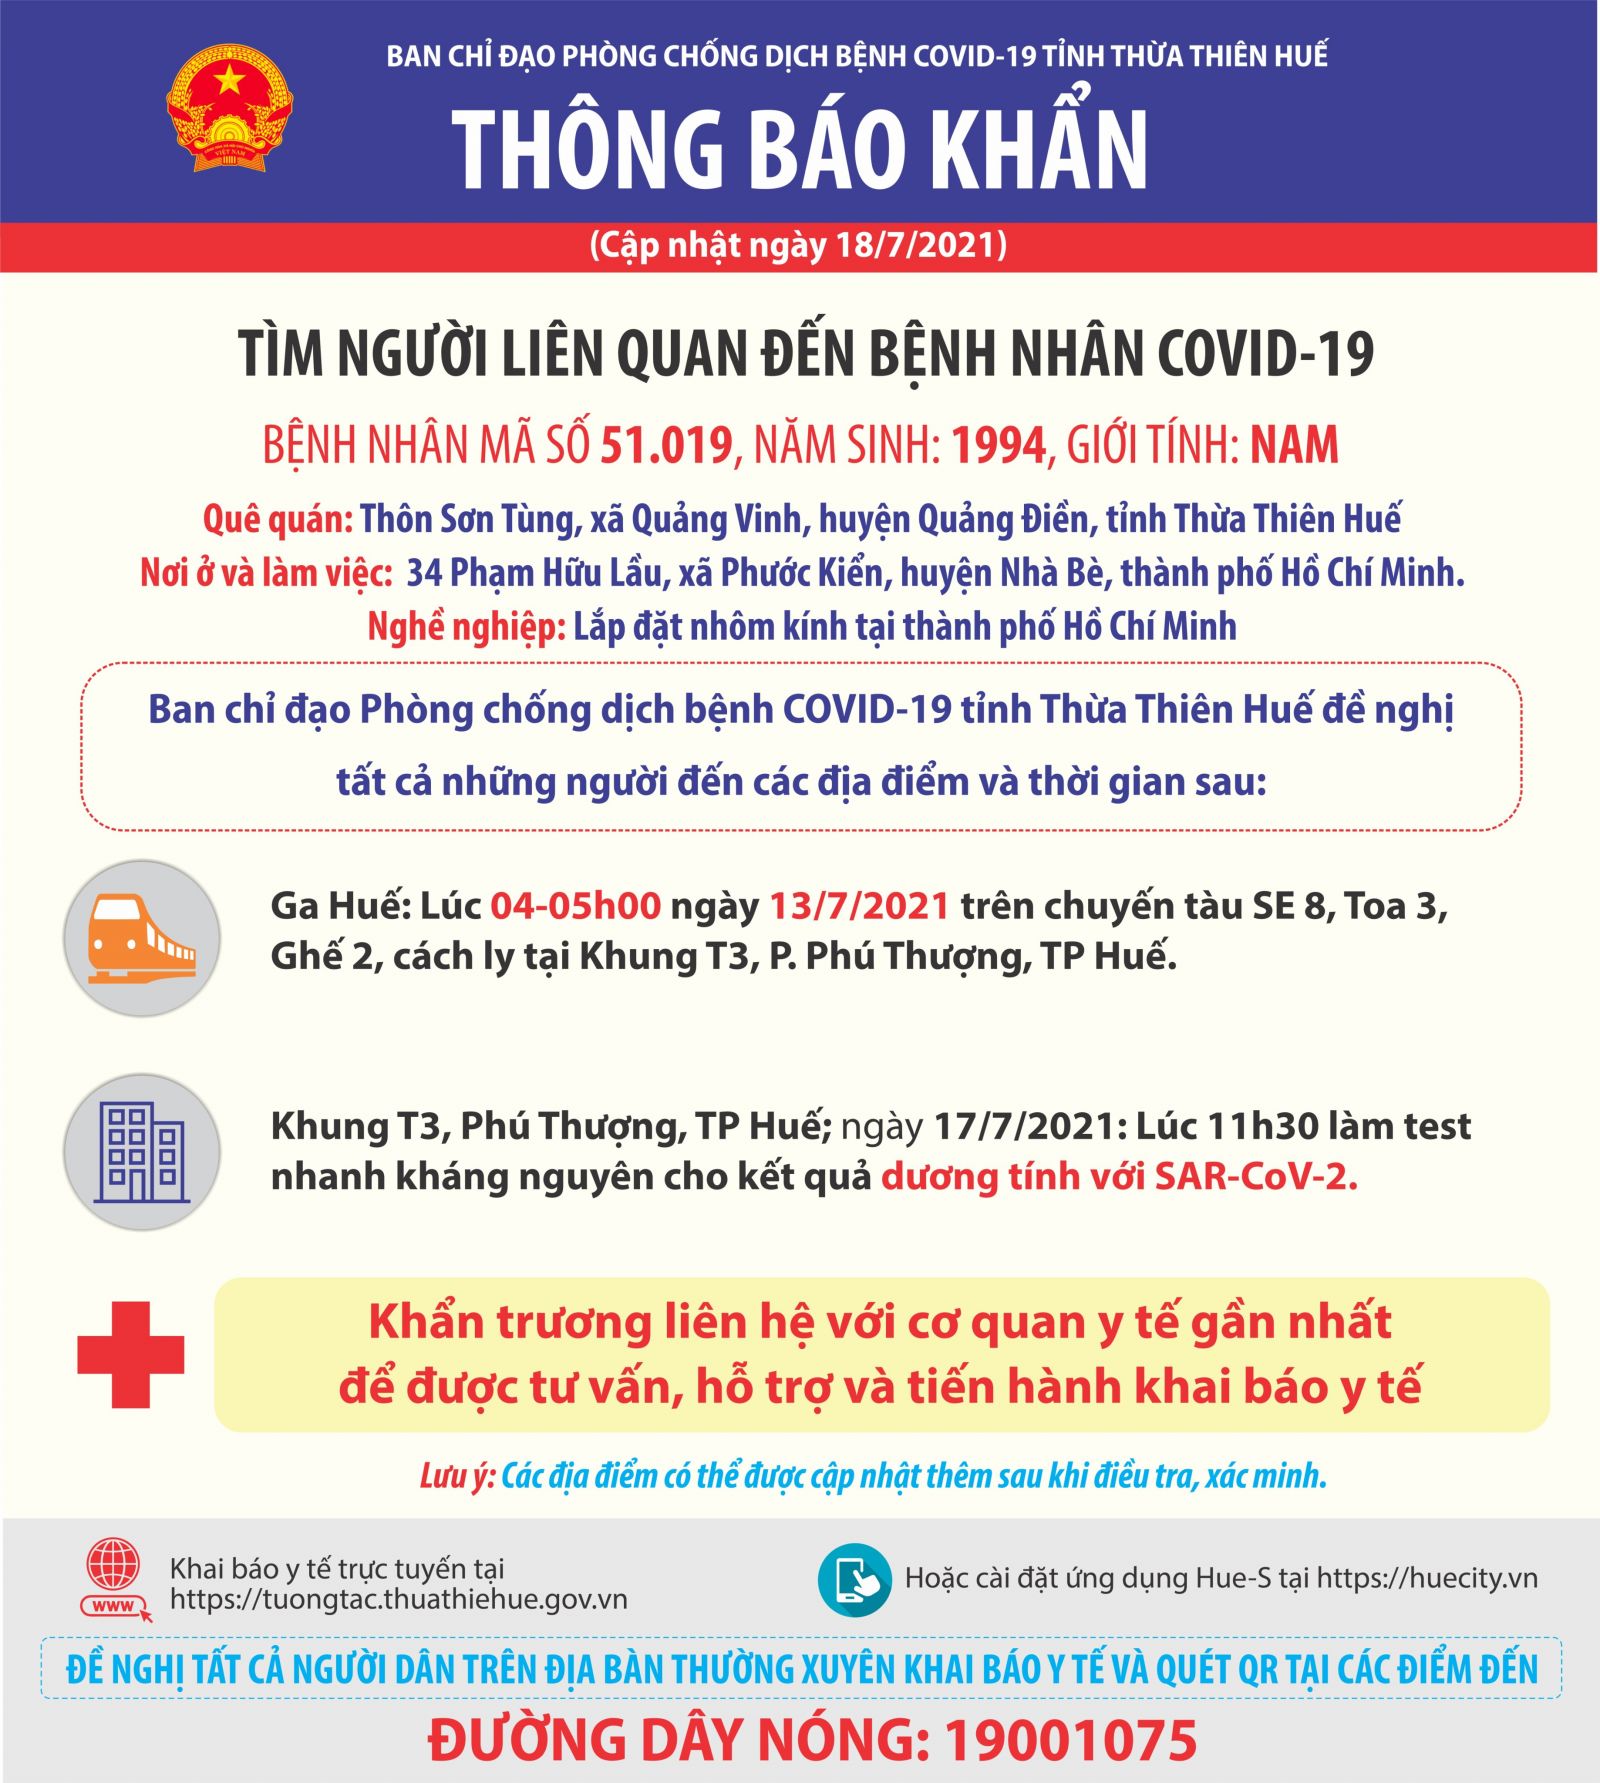 BAN CHỈ ĐẠO PHÒNG CHỐNG DỊCH BỆNH COVID-19 TỈNH THỪA THIÊN HUẾ
THÔNG BÁO KHẨN
VIỆT NAM
(Cập nhật ngày 18/7/2021)
TÌM NGƯỜI LIÊN QUAN ĐẾN BỆNH NHÂN COVID-19
BỆNH NHÂN MÃ SỐ 51.019, NĂM SINH: 1994, GIỚI TÍNH: NAM
Quê quán: Thôn Sơn Tùng, xã Quảng Vinh, huyện Quảng Điền, tỉnh Thừa Thiên Huế
Nơi ở và làm việc: 34 Phạm Hữu Lầu, xã Phước Kiển, huyện Nhà Bè, thành phố Hồ Chí Minh.
Nghề nghiệp: Lắp đặt nhôm kính tại thành phố Hồ Chí Minh
Ban chỉ đạo Phòng chống dịch bệnh COVID-19 tỉnh Thừa Thiên Huế đề nghị
tất cả những người đến các địa điểm và thời gian sau:
Ga Huế: Lúc 04-05h00 ngày 13/7/2021 trên chuyến tàu SE 8, Toa 3,
Ghế 2, cách ly tại Khung T3, P. Phú Thượng, TP Huế.
Khung T3, Phú Thượng, TP Huế; ngày 17/7/2021: Lúc 11h30 làm test
nhanh kháng nguyên cho kết quả dương tính với SAR-CoV-2.
Khẩn trương liên hệ với cơ quan y tế gần nhất
để được tư vấn, hỗ trợ và tiến hành khai báo y tế
Lưu ý: Các địa điểm có thể được cập nhật thêm sau khi điều tra, xác minh.
Khai báo y tế trực tuyến tại
https://tuongtac.thuathiehue.gov.vn
www
Hoặc cài đặt ứng dụng Hue-S tại https://huecity.vn
ĐỀ NGHỊ TẤT CẢ NGƯỜI DÂN TRÊN ĐỊA BÀN THƯỜNG XUYÊN KHAI BÁO Y TẾ VÀ QUÉT QR TẠI CÁC ĐIỂM ĐẾN
ĐƯỜNG DÂY NÓNG: 19001075